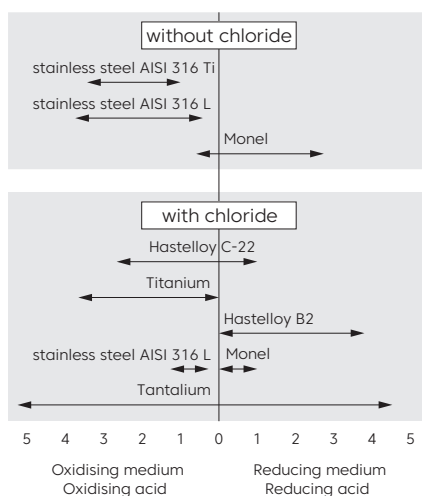 without chloride
stainless steel AISI 316 Ti
stainless steel AISI 316 L
Monel
with chloride
Hastelloy C-22
Titanium
Hastelloy B2
stainless steel AISI 316 L Monel
Tantalium
5 4 3 2 1 0 1 2 3 4 5
Oxidising medium Reducing medium
Oxidising acid Reducing acid